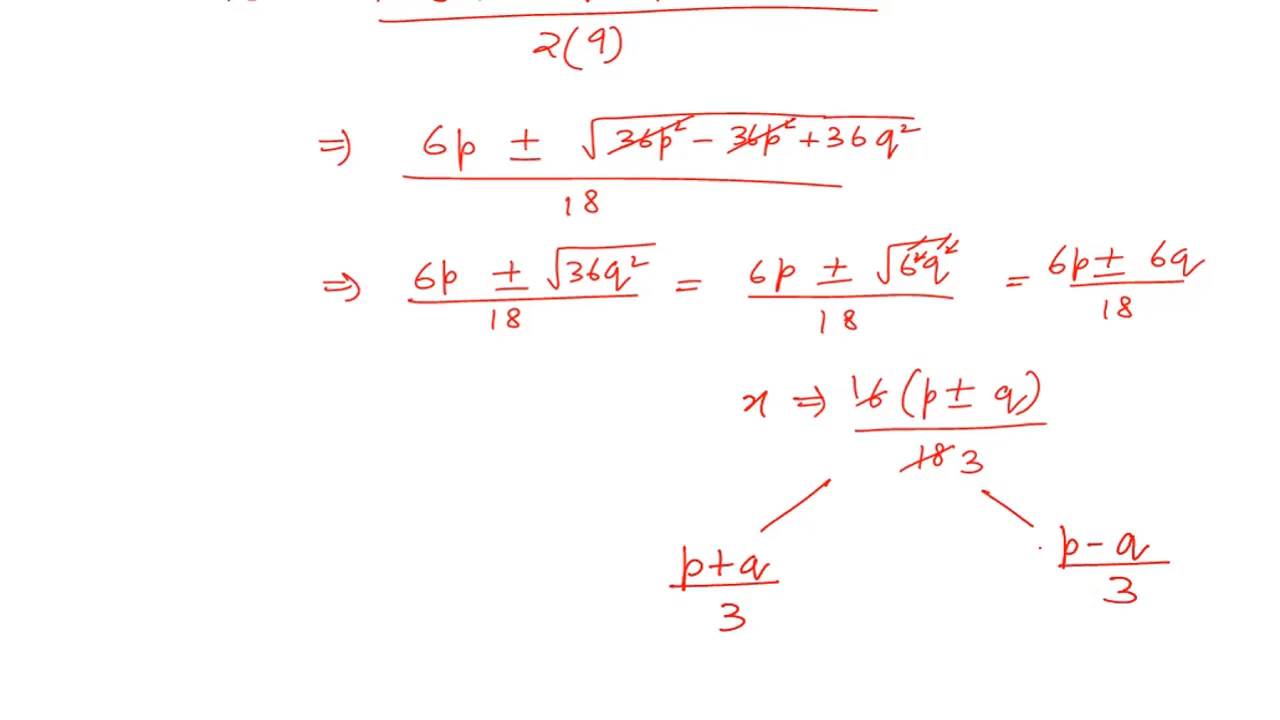 2(9)
⇒ 6p ± √(36p² - 36p² + 36q²) / 18
⇒ 6p ± √36q² / 18 = 6p ± √6²q² / 18 = 6p ± 6q / 18
x ⇒ 16(p ± q) / 18 3
p+q / 3 p-q / 3